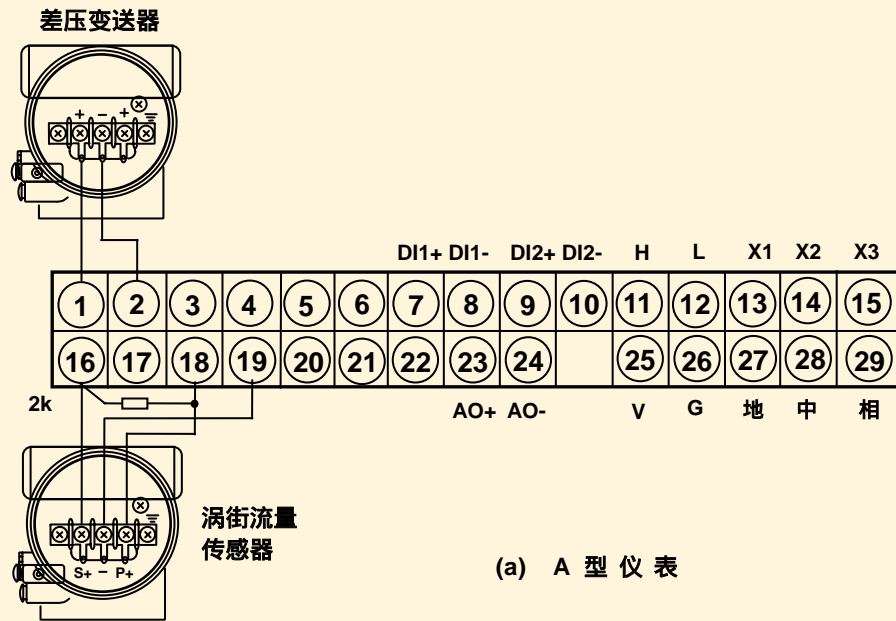 差压变送器
+ − +
DI1+ DI1- DI2+ DI2- H L X1 X2 X3
1 2 3 4 5 6 7 8 9 10 11 12 13 14 15
16 17 18 19 20 21 22 23 24 25 26 27 28 29
2k
AO+ AO- V G 地 中 相
涡街流量
传感器
S+ − P+
(a) A 型 仪 表